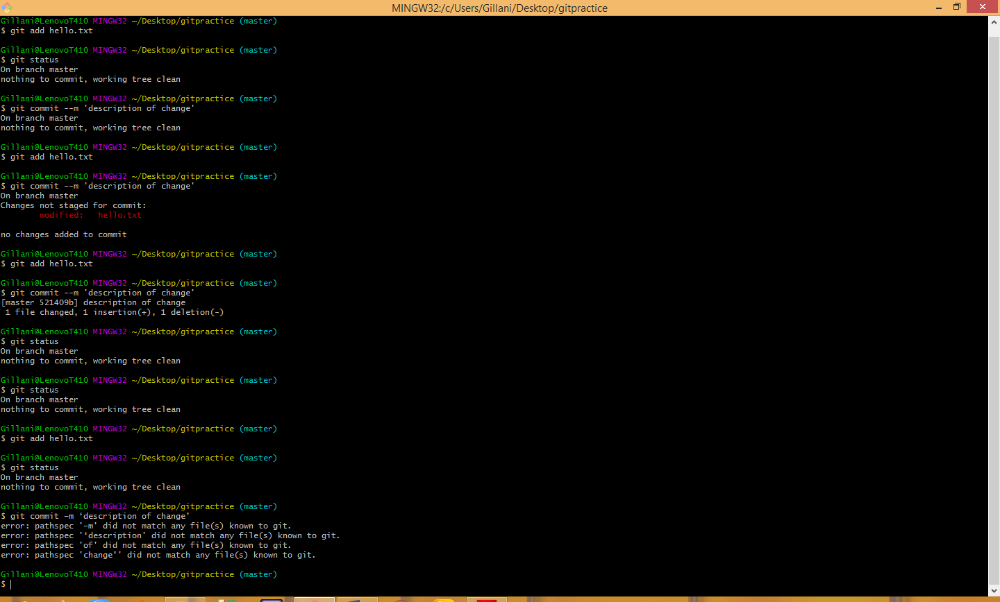 MINGW32:/c/Users/Gillani/Desktop/gitpractice
Gillani@LenovoT410 MINGW32 ~/Desktop/gitpractice (master)
$ git add hello.txt
Gillani@LenovoT410 MINGW32 ~/Desktop/gitpractice (master)
$ git status
On branch master
nothing to commit, working tree clean
Gillani@LenovoT410 MINGW32 ~/Desktop/gitpractice (master)
$ git commit --m 'description of change'
On branch master
nothing to commit, working tree clean
Gillani@LenovoT410 MINGW32 ~/Desktop/gitpractice (master)
$ git add hello.txt
Gillani@LenovoT410 MINGW32 ~/Desktop/gitpractice (master)
$ git commit --m 'description of change'
On branch master
Changes not staged for commit:
modified:   hello.txt
no changes added to commit
Gillani@LenovoT410 MINGW32 ~/Desktop/gitpractice (master)
$ git add hello.txt
Gillani@LenovoT410 MINGW32 ~/Desktop/gitpractice (master)
$ git commit --m 'description of change'
[master 521409b] description of change
1 file changed, 1 insertion(+), 1 deletion(-)
Gillani@LenovoT410 MINGW32 ~/Desktop/gitpractice (master)
$ git status
On branch master
nothing to commit, working tree clean
Gillani@LenovoT410 MINGW32 ~/Desktop/gitpractice (master)
$ git status
On branch master
nothing to commit, working tree clean
Gillani@LenovoT410 MINGW32 ~/Desktop/gitpractice (master)
$ git add hello.txt
Gillani@LenovoT410 MINGW32 ~/Desktop/gitpractice (master)
$ git status
On branch master
nothing to commit, working tree clean
Gillani@LenovoT410 MINGW32 ~/Desktop/gitpractice (master)
$ git commit –m ‘description of change’
error: pathspec '–m' did not match any file(s) known to git.
error: pathspec '‘description' did not match any file(s) known to git.
error: pathspec 'of' did not match any file(s) known to git.
error: pathspec 'change’' did not match any file(s) known to git.
Gillani@LenovoT410 MINGW32 ~/Desktop/gitpractice (master)
$